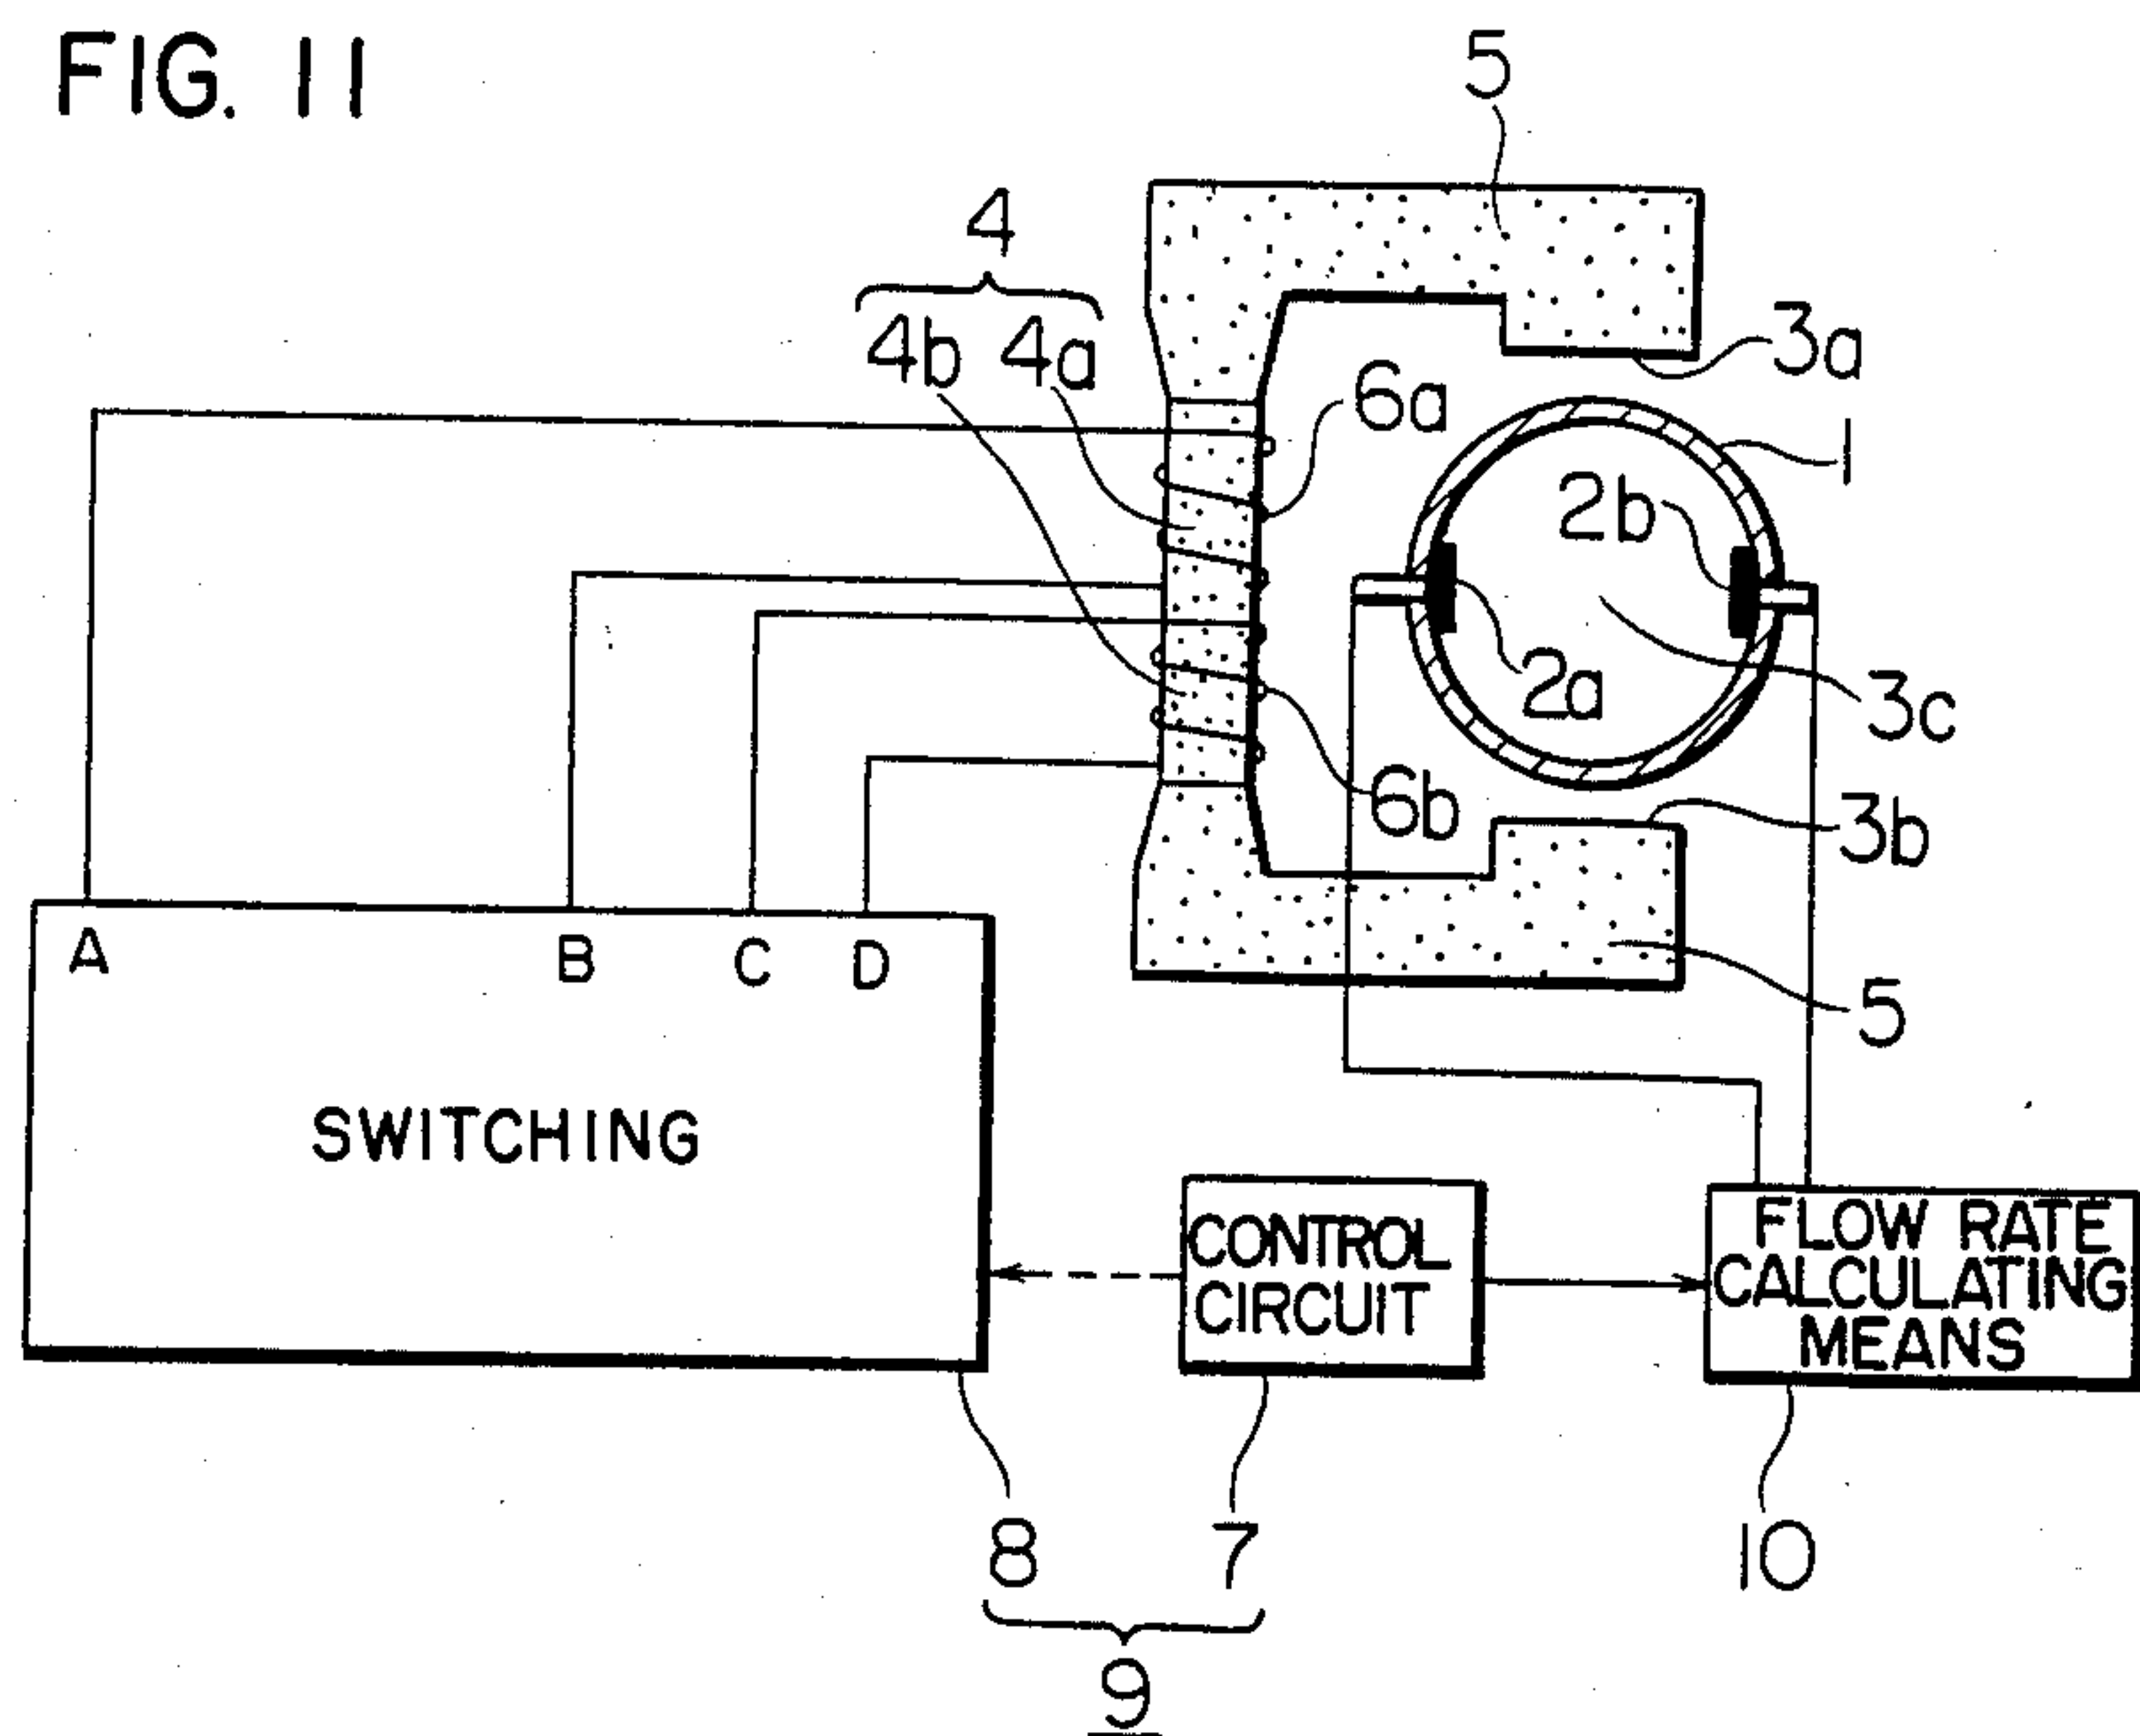 FIG. 11
5
4
4b 4a
3a
6a
1
2b
2a
3c
6b
3b
5
A B C D
SWITCHING
CONTROL
CIRCUIT
FLOW RATE
CALCULATING
MEANS
8 7 10
9